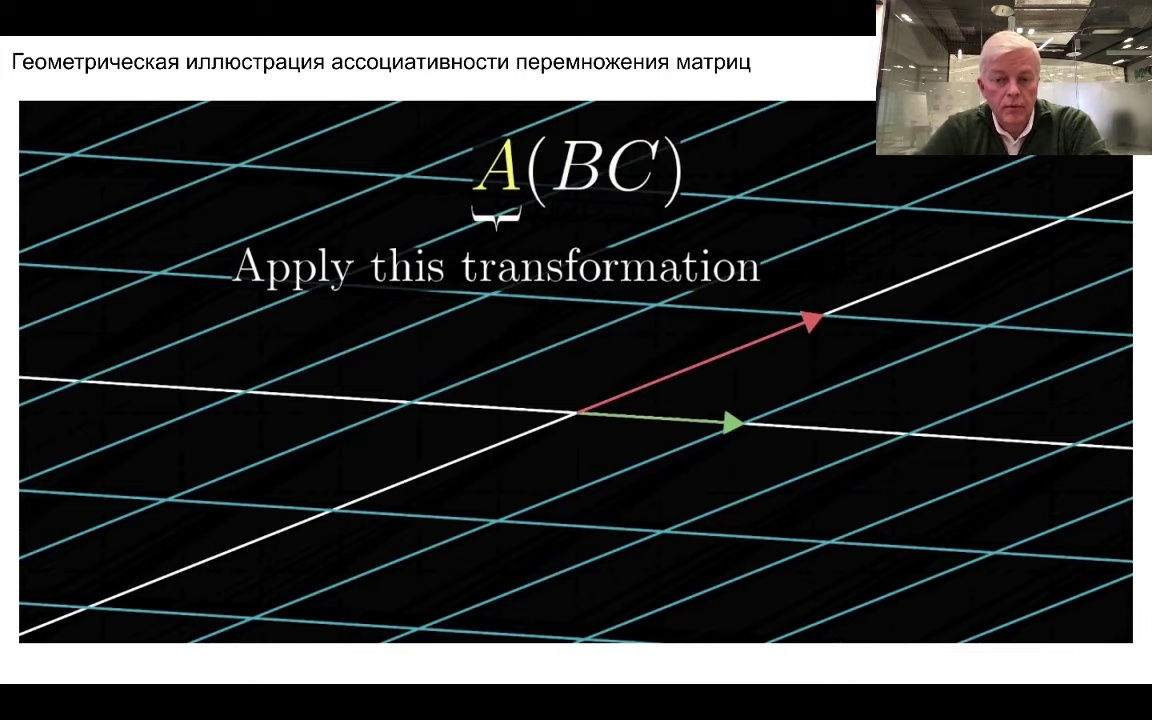 Геометрическая иллюстрация ассоциативности перемножения матриц
A(BC)
Apply this transformation